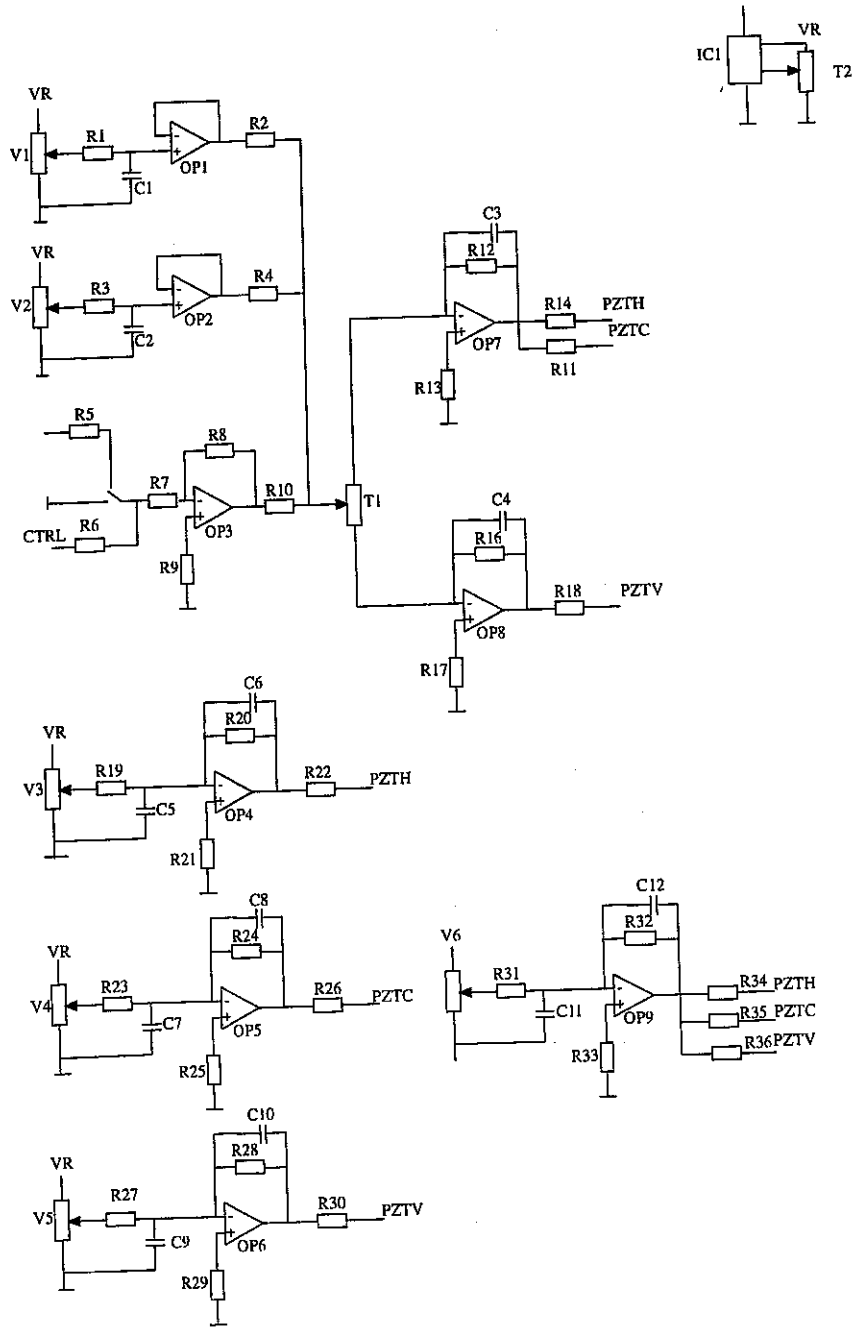 VR
IC1
T2
VR
R1
R2
V1
OP1
C1
VR
R3
R4
V2
OP2
C2
C3
R12
R14
PZTH
OP7
PZTC
R11
R13
R5
R8
R7
R10
T1
OP3
CTRL
R6
R9
C4
R16
R18
PZTV
OP8
R17
C6
R20
VR
R19
R22
PZTH
V3
C5
OP4
R21
C8
R24
VR
R23
R26
PZTC
V4
C7
OP5
R25
C12
R32
V6
R31
R34
PZTH
C11
OP9
R35
PZTC
R33
R36
PZTV
C10
R28
VR
R27
R30
PZTV
V5
C9
OP6
R29